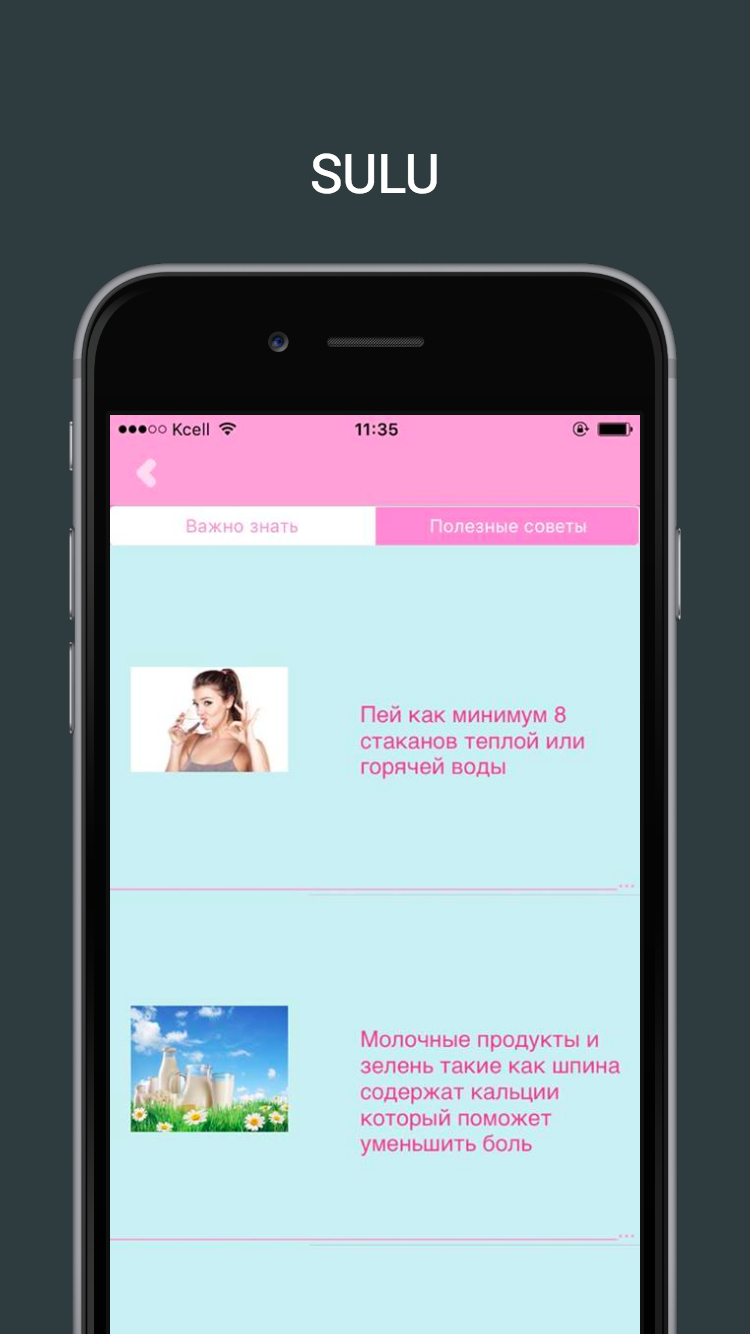 SULU
Kcell
11:35
Важно знать
Полезные советы
Пей как минимум 8
стаканов теплой или
горячей воды
Молочные продукты и
зелень такие как шпина
содержат кальции
который поможет
уменьшить боль